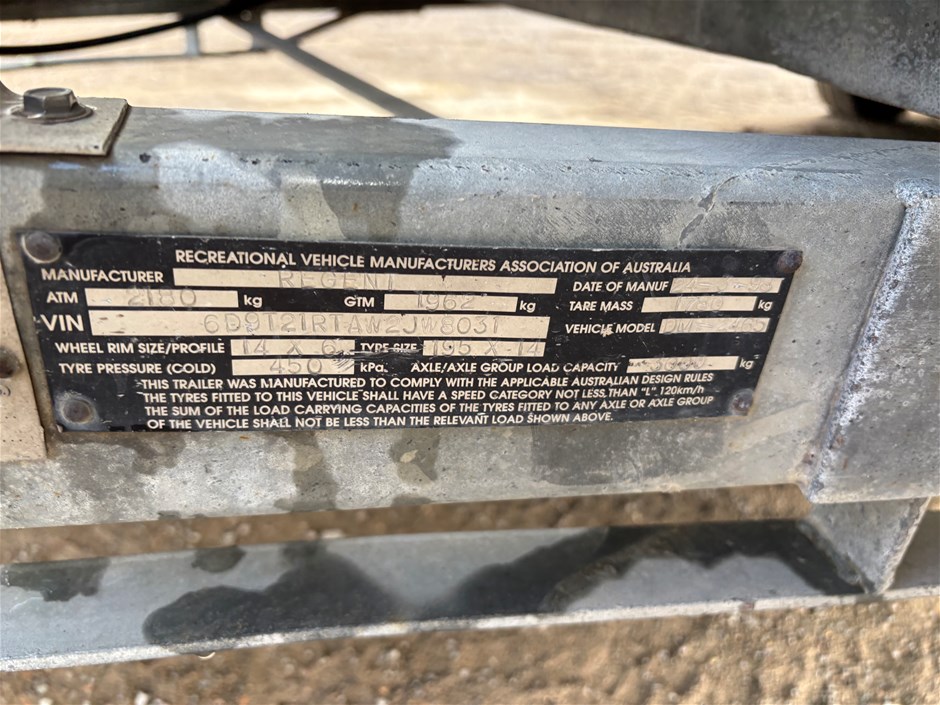 RECREATIONAL VEHICLE MANUFACTURERS ASSOCIATION OF AUSTRALIA
MANUFACTURER REGENT DATE OF MANUF
ATM 2180 kg GTM 1962 kg TARE MASS kg
VIN 6D9T21RTAW2JW8031 VEHICLE MODEL
WHEEL RIM SIZE/PROFILE 14 X 6 TYPE SIZE 195 X 14
TYRE PRESSURE (COLD) 450 kPa. AXLE/AXLE GROUP LOAD CAPACITY kg
THIS TRAILER WAS MANUFACTURED TO COMPLY WITH THE APPLICABLE AUSTRALIAN DESIGN RULES
THE TYRES FITTED TO THIS VEHICLE SHALL HAVE A SPEED CATEGORY NOT LESS THAN "L" 120km/h
THE SUM OF THE LOAD CARRYING CAPACITIES OF THE TYRES FITTED TO ANY AXLE OR AXLE GROUP
OF THE VEHICLE SHALL NOT BE LESS THAN THE RELEVANT LOAD SHOWN ABOVE.